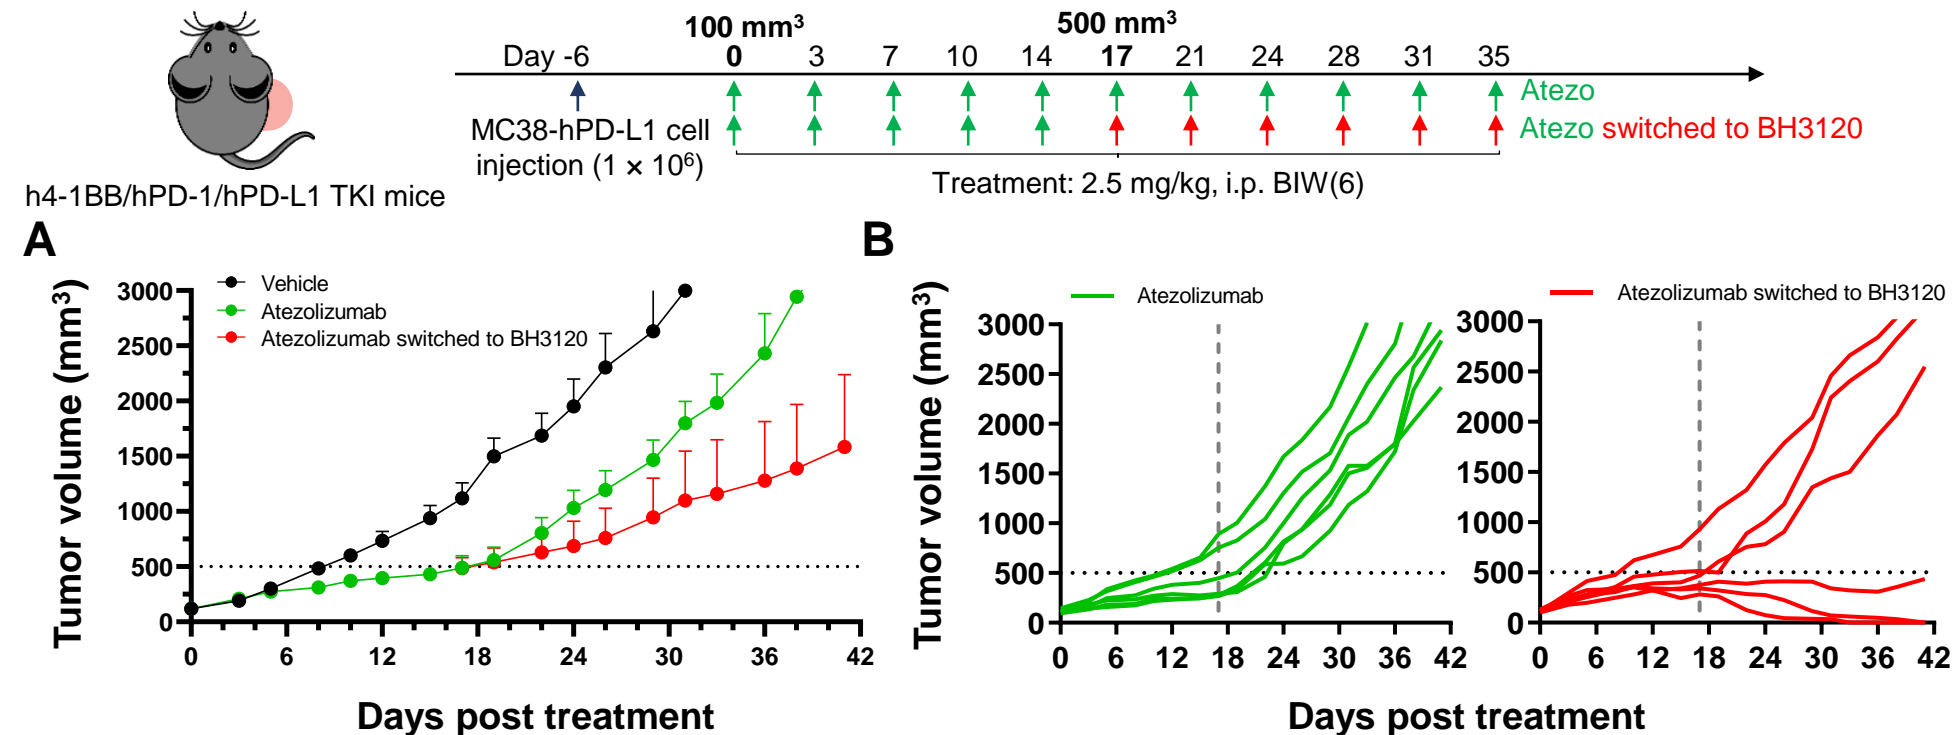 100 mm³ 500 mm³
Day -6 0 3 7 10 14 17 21 24 28 31 35
Atezo
MC38-hPD-L1 cell
injection (1 × 10⁶)
Atezo switched to BH3120
Treatment: 2.5 mg/kg, i.p. BIW(6)
h4-1BB/hPD-1/hPD-L1 TKI mice
A
Vehicle
Atezolizumab
Atezolizumab switched to BH3120
Tumor volume (mm³)
3000
2500
2000
1500
1000
500
0
0 6 12 18 24 30 36 42
Days post treatment
B
Atezolizumab
Tumor volume (mm³)
3000
2500
2000
1500
1000
500
0
0 6 12 18 24 30 36 42
Atezolizumab switched to BH3120
3000
2500
2000
1500
1000
500
0
0 6 12 18 24 30 36 42
Days post treatment